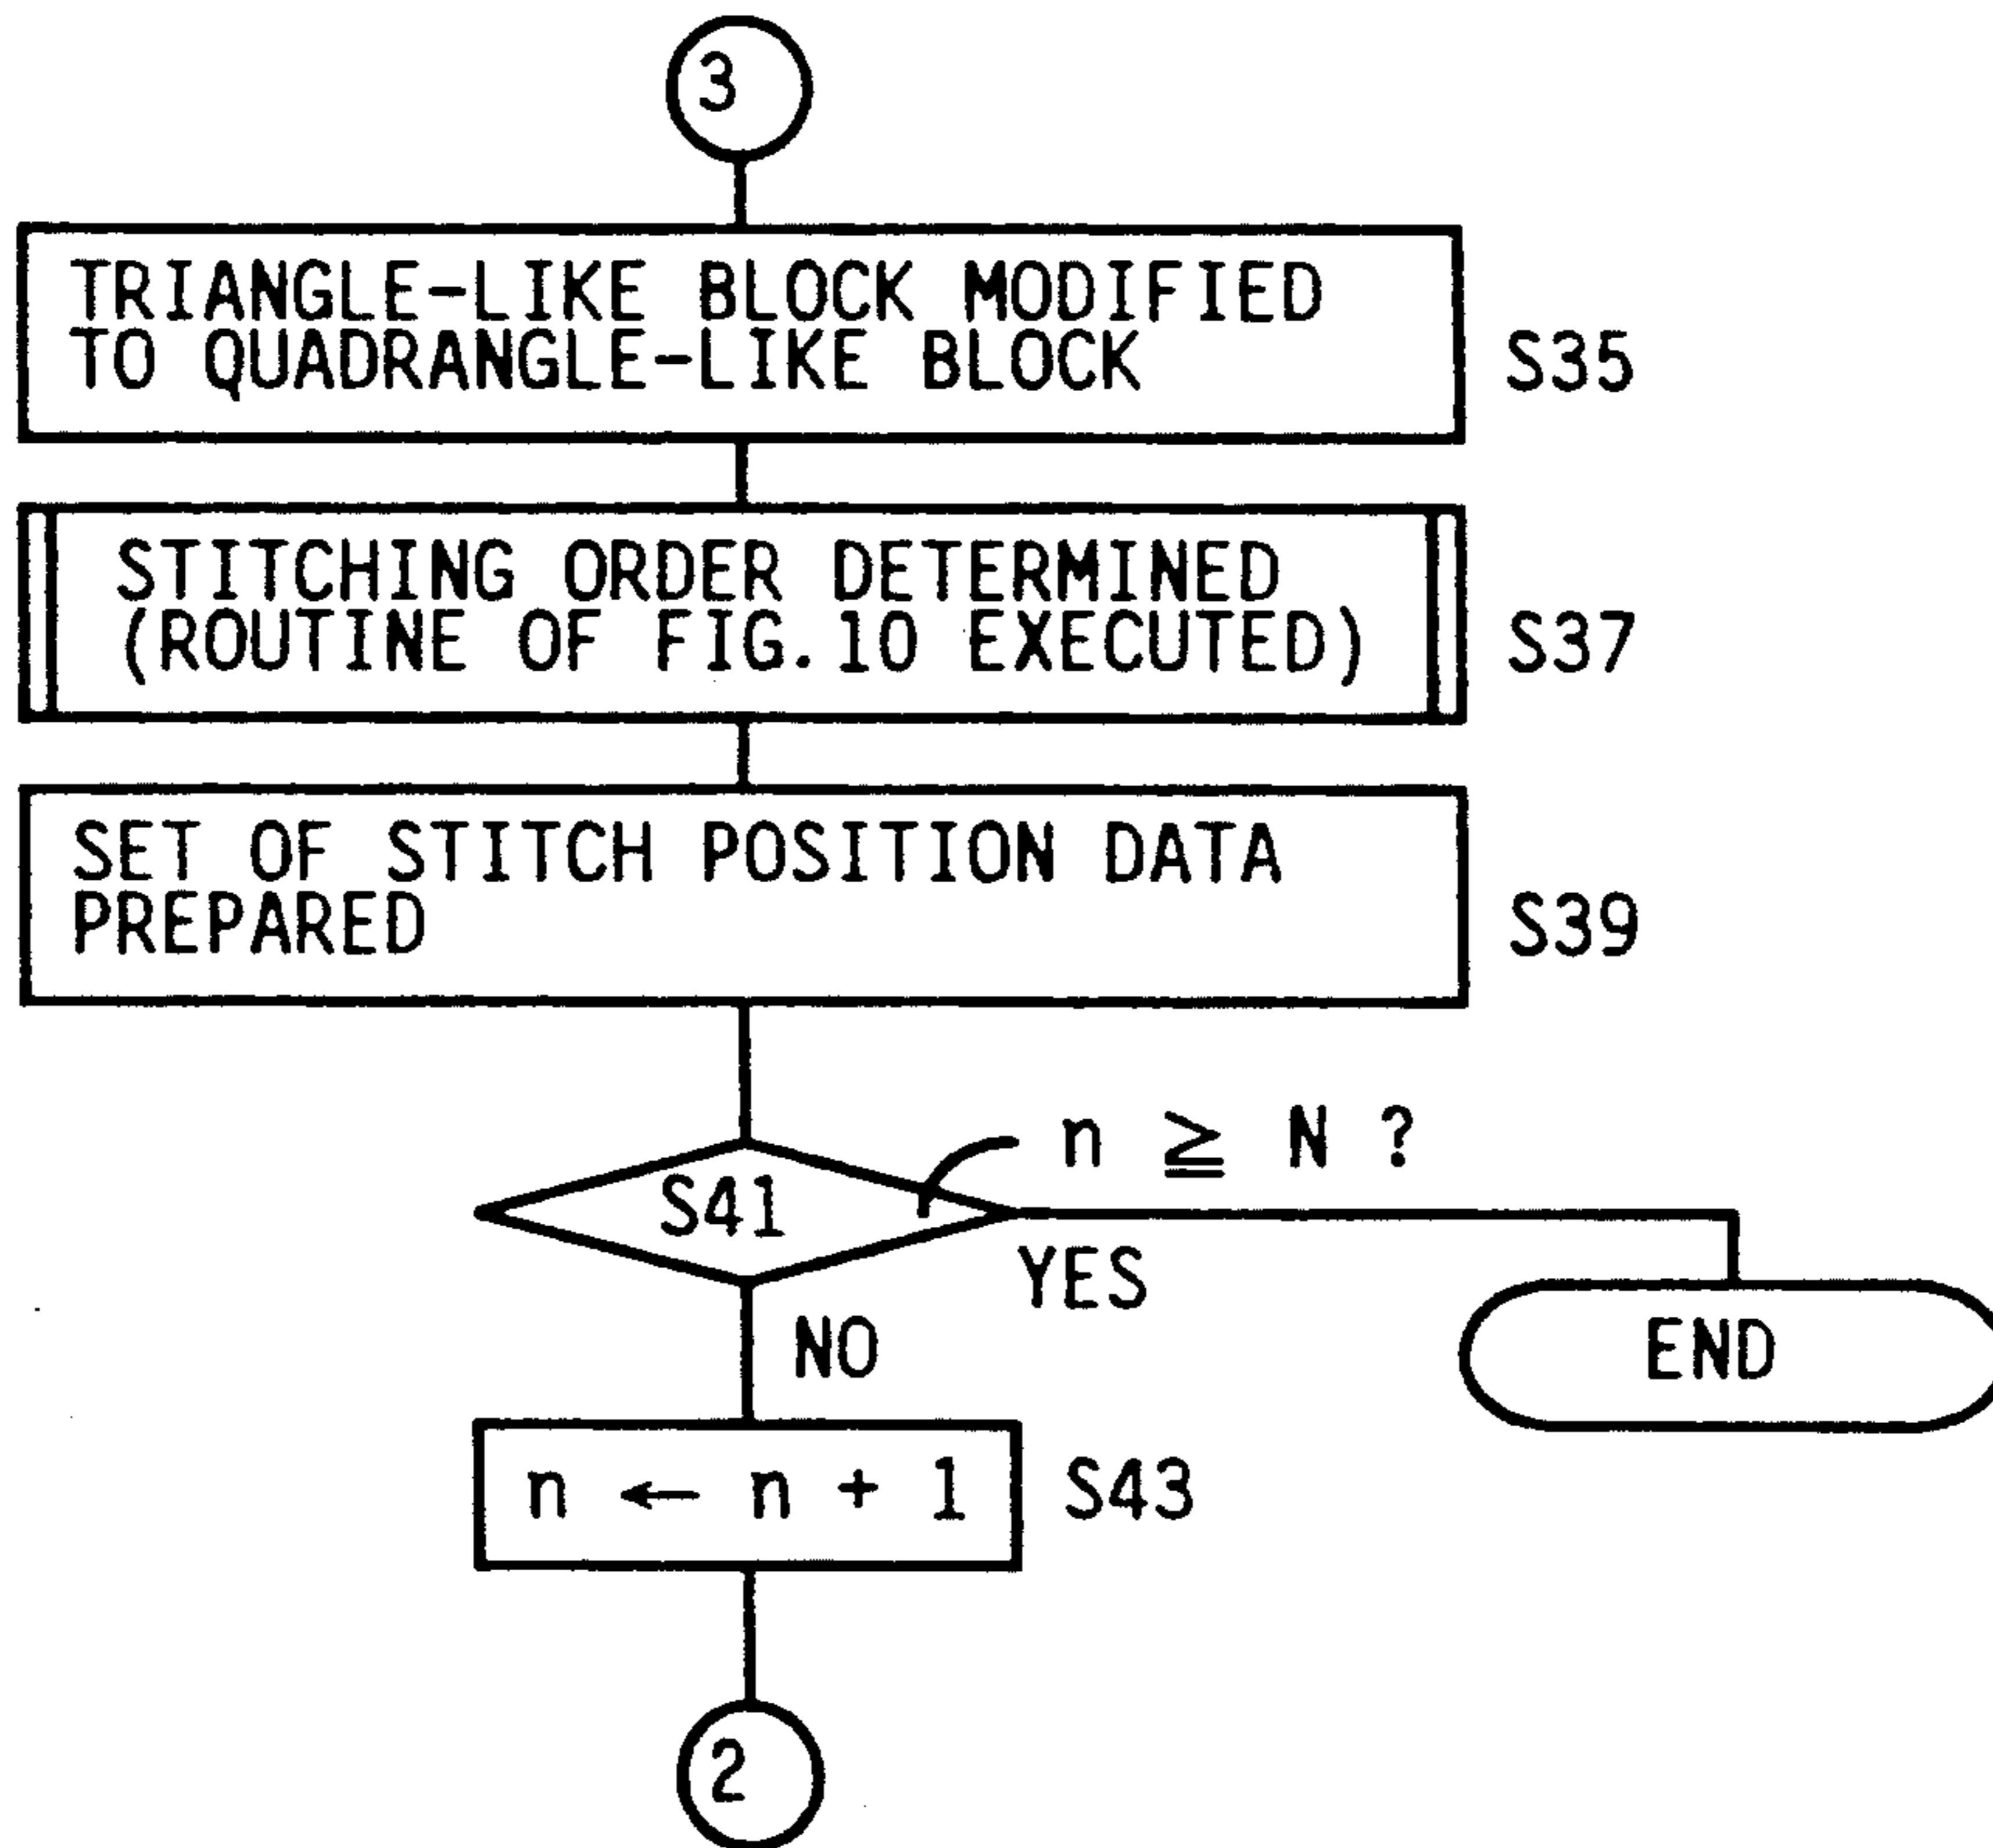 3
TRIANGLE-LIKE BLOCK MODIFIED
TO QUADRANGLE-LIKE BLOCK
S35
STITCHING ORDER DETERMINED
(ROUTINE OF FIG.10 EXECUTED)
S37
SET OF STITCH POSITION DATA
PREPARED
S39
n ≧ N ?
S41
YES
NO
END
n ← n + 1
S43
2